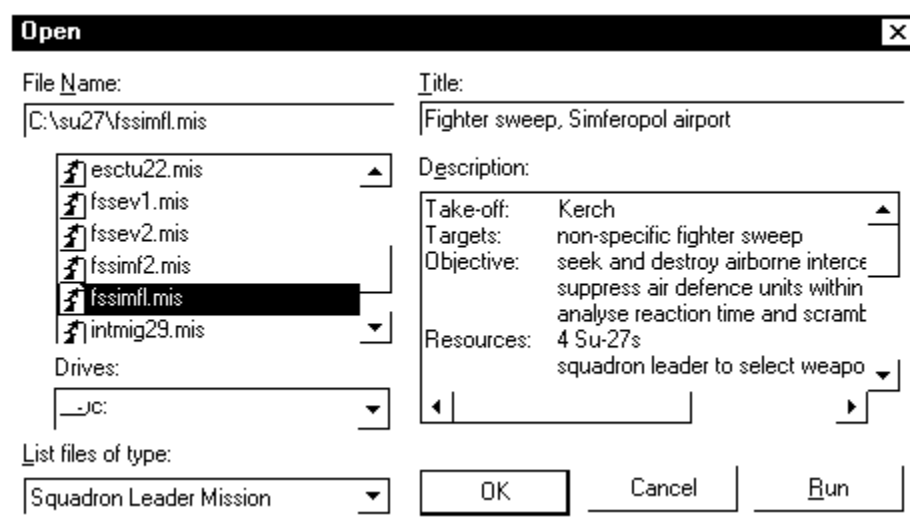 Open
File Name:
C:\su27\fssimfl.mis
esctu22.mis
fssev1.mis
fssev2.mis
fssimf2.mis
fssimfl.mis
intmig29.mis
Drives:
c:
List files of type:
Squadron Leader Mission
Title:
Fighter sweep, Simferopol airport
Description:
Take-off: Kerch
Targets: non-specific fighter sweep
Objective: seek and destroy airborne interce
suppress air defence units within
analyse reaction time and scramb
Resources: 4 Su-27s
squadron leader to select weapo
OK Cancel Run